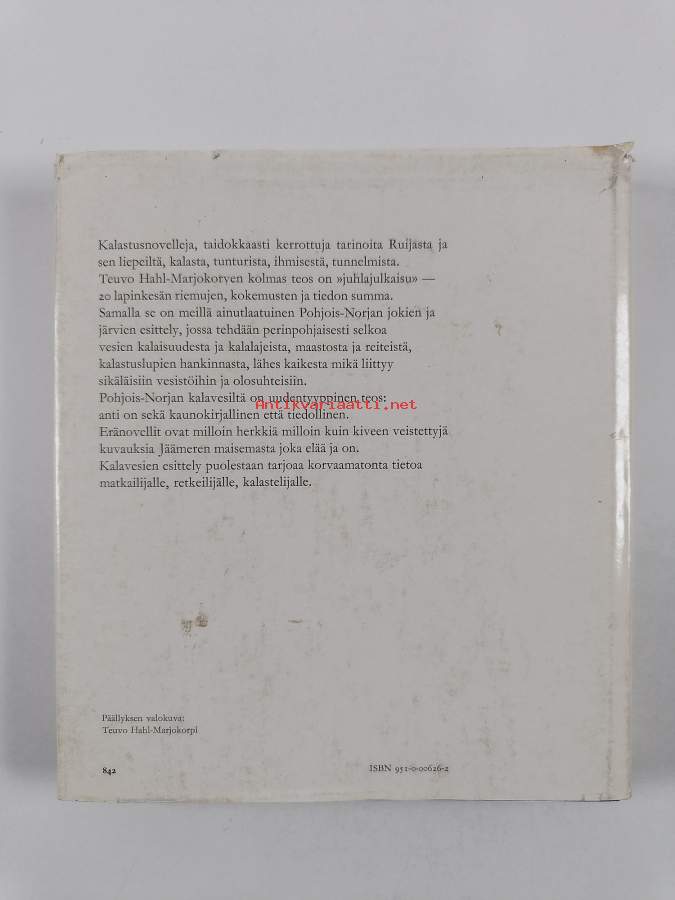 Kalastusnovelleja, taidokkaasti kerrottuja tarinoita Ruijasta ja
sen liepeiltä, kalasta, tunturista, ihmisestä, tunnelmista.
Teuvo Hahl-Marjokorven kolmas teos on »juhlajulkaisu» —
20 lapinkesän riemujen, kokemusten ja tiedon summa.
Samalla se on meillä ainutlaatuinen Pohjois-Norjan jokien ja
järvien esittely, jossa tehdään perinpohjaisesti selkoa
vesien kalaisuudesta ja kalalajeista, maastosta ja reiteistä,
kalastuslupien hankinnasta, lähes kaikesta mikä liittyy
sikäläisiin vesistöihin ja olosuhteisiin.
Pohjois-Norjan kalavesiltä on uudentyyppinen teos:
Antikvariaatti.net
anti on sekä kaunokirjallinen että tiedollinen.
Eränovellit ovat milloin herkkiä milloin kuin kiveen veistettyjä
kuvauksia Jäämeren maisemasta joka elää ja on.
Kalavesien esittely puolestaan tarjoaa korvaamatonta tietoa
matkailijalle, retkeilijälle, kalastelijalle.
Päällyksen valokuva:
Teuvo Hahl-Marjokorpi
842
ISBN 951-0-00626-2